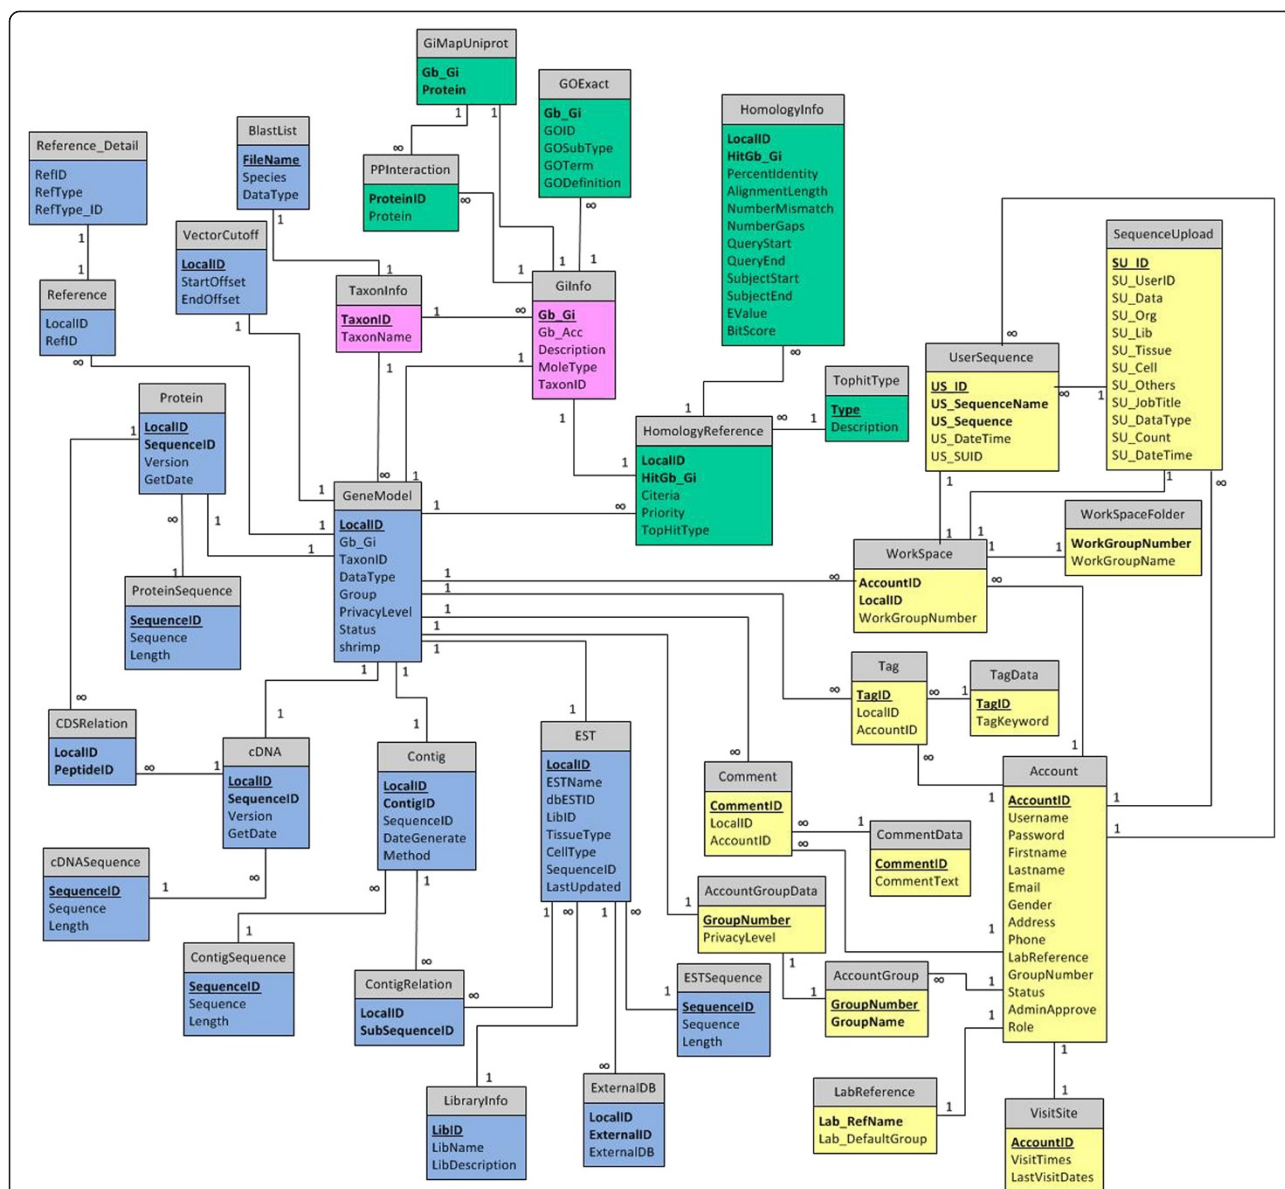 GiMapUniprot
Gb_Gi
Protein
GOExact
Gb_Gi
GOID
GOSubType
GOTerm
GODefinition
HomologyInfo
LocalID
HitGb_Gi
PercentIdentity
AlignmentLength
NumberMismatch
NumberGaps
QueryStart
QueryEnd
SubjectStart
SubjectEnd
EValue
BitScore
BlastList
FileName
Species
DataType
Reference_Detail
RefID
RefType
RefType_ID
PPInteraction
ProteinID
Protein
VectorCutoff
LocalID
StartOffset
EndOffset
SequenceUpload
SU_ID
SU_UserID
SU_Data
SU_Org
SU_Lib
SU_Tissue
SU_Cell
SU_Others
SU_JobTitle
SU_DataType
SU_Count
SU_DateTime
Reference
LocalID
RefID
TaxonInfo
TaxonID
TaxonName
GiInfo
Gb_Gi
Gb_Acc
Description
MoleType
TaxonID
UserSequence
US_ID
US_SequenceName
US_Sequence
US_DateTime
US_SUID
TophitType
Type
Description
Protein
LocalID
SequenceID
Version
GetDate
HomologyReference
LocalID
HitGb_Gi
Citeria
Priority
TopHitType
GeneModel
LocalID
Gb_Gi
TaxonID
DataType
Group
PrivacyLevel
Status
shrimp
WorkSpaceFolder
WorkGroupNumber
WorkGroupName
WorkSpace
AccountID
LocalID
WorkGroupNumber
ProteinSequence
SequenceID
Sequence
Length
Tag
TagID
LocalID
AccountID
TagData
TagID
TagKeyword
CDSRelation
LocalID
PeptideID
cDNA
LocalID
SequenceID
Version
GetDate
Contig
LocalID
ContigID
SequenceID
DateGenerate
Method
EST
LocalID
ESTName
dbESTID
LibID
TissueType
CellType
SequenceID
LastUpdated
Comment
CommentID
LocalID
AccountID
Account
AccountID
Username
Password
Firstname
Lastname
Email
Gender
Address
Phone
LabReference
GroupNumber
Status
AdminApprove
Role
CommentData
CommentID
CommentText
cDNASequence
SequenceID
Sequence
Length
AccountGroupData
GroupNumber
PrivacyLevel
ContigSequence
SequenceID
Sequence
Length
ContigRelation
LocalID
SubSequenceID
ESTSequence
SequenceID
Sequence
Length
AccountGroup
GroupNumber
GroupName
LibraryInfo
LibID
LibName
LibDescription
ExternalDB
LocalID
ExternalID
ExternalDB
LabReference
Lab_RefName
Lab_DefaultGroup
VisitSite
AccountID
VisitTimes
LastVisitDates